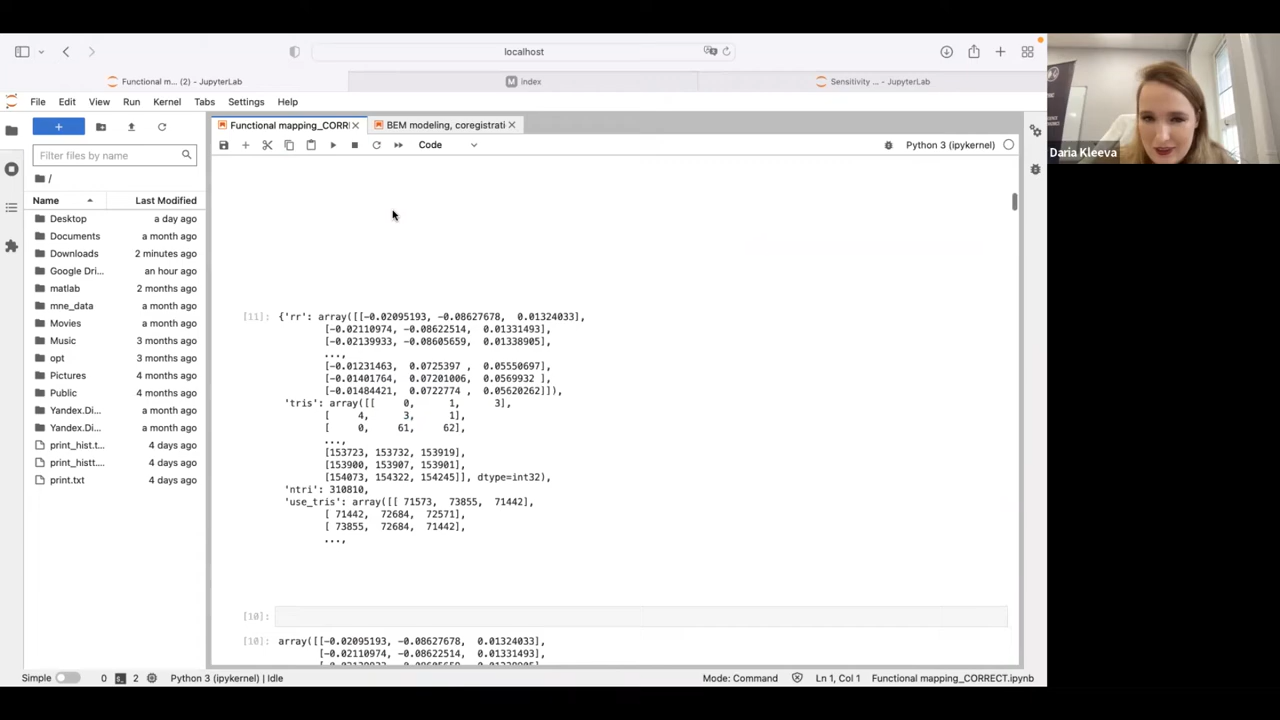 localhost
Functional m... (2) - JupyterLab
index
Sensitivity ... - JupyterLab
File Edit View Run Kernel Tabs Settings Help
Functional mapping_CORRI
BEM modeling, coregistrati
Code
Python 3 (ipykernel)
Filter files by name
/
Name Last Modified
Desktop a day ago
Documents a month ago
Downloads 2 minutes ago
Google Dri... an hour ago
matlab 2 months ago
mne_data a month ago
Movies a month ago
Music 3 months ago
opt 3 months ago
Pictures 4 months ago
Public 4 months ago
Yandex.Di... a month ago
Yandex.Di... a month ago
print_hist.t... 4 days ago
print_histt.... 4 days ago
print.txt 4 days ago
[11]: {'rr': array([[-0.02095193, -0.08627678, 0.01324033],
[-0.02110974, -0.08622514, 0.01331493],
[-0.02139933, -0.08605659, 0.01338905],
...,
[-0.01231463, 0.0725397 , 0.05550697],
[-0.01401764, 0.07201006, 0.0569932 ],
[-0.01484421, 0.0722774 , 0.05620262]]),
'tris': array([[ 0, 1, 3],
[ 4, 3, 1],
[ 0, 61, 62],
...,
[153723, 153732, 153919],
[153900, 153907, 153901],
[154073, 154322, 154245]], dtype=int32),
'ntri': 310810,
'use_tris': array([[ 71573, 73855, 71442],
[ 71442, 72684, 72571],
[ 73855, 72684, 71442],
...,
[10]:
[10]: array([[-0.02095193, -0.08627678, 0.01324033],
[-0.02110974, -0.08622514, 0.01331493],
Simple 0 2 Python 3 (ipykernel) | Idle Mode: Command Ln 1, Col 1 Functional mapping_CORRECT.ipynb
Daria Kleeva